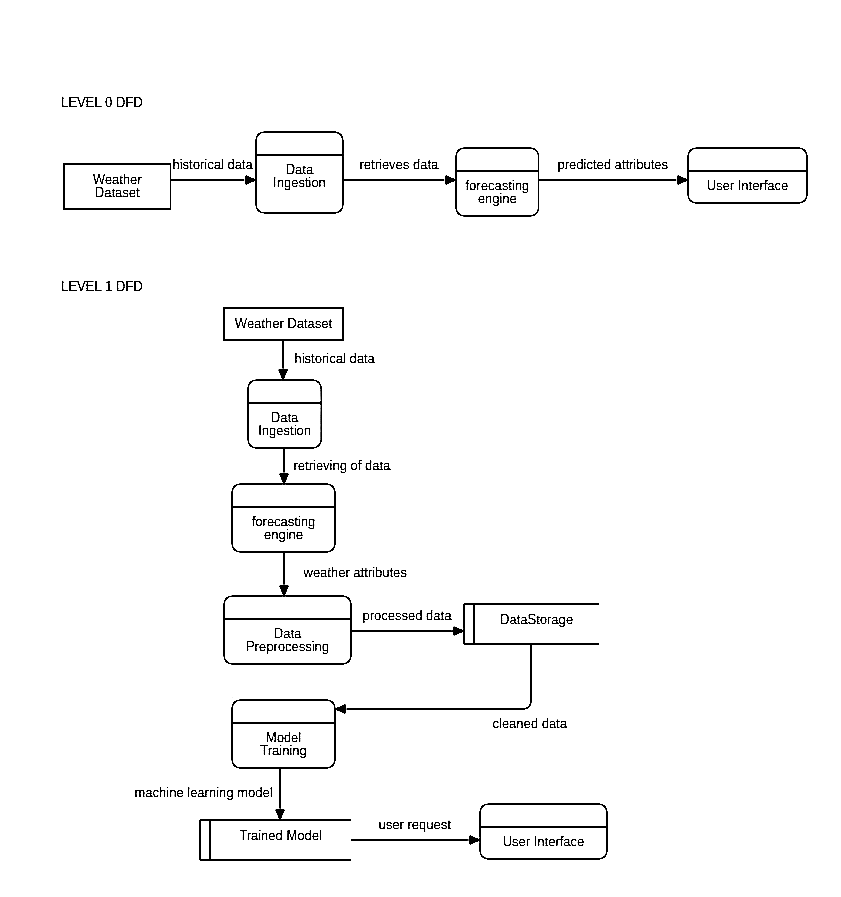 LEVEL 0 DFD
Weather
Dataset
historical data
Data
Ingestion
retrieves data
forecasting
engine
predicted attributes
User Interface
LEVEL 1 DFD
Weather Dataset
historical data
Data
Ingestion
retrieving of data
forecasting
engine
weather attributes
Data
Preprocessing
processed data
DataStorage
cleaned data
Model
Training
machine learning model
Trained Model
user request
User Interface